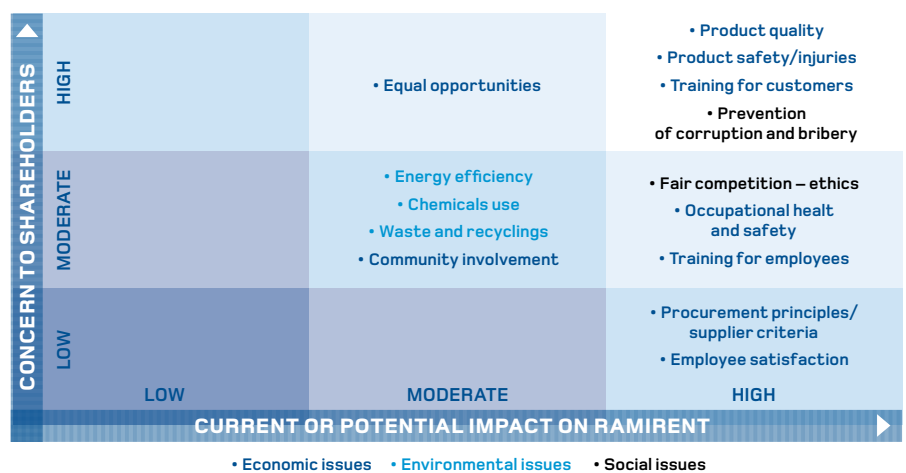 CONCERN TO SHAREHOLDERS
HIGH
• Equal opportunities
• Product quality
• Product safety/injuries
• Training for customers
• Prevention
of corruption and bribery
MODERATE
• Energy efficiency
• Chemicals use
• Waste and recyclings
• Community involvement
• Fair competition – ethics
• Occupational healt
and safety
• Training for employees
LOW
• Procurement principles/
supplier criteria
• Employee satisfaction
LOW
MODERATE
HIGH
CURRENT OR POTENTIAL IMPACT ON RAMIRENT
• Economic issues • Environmental issues • Social issues